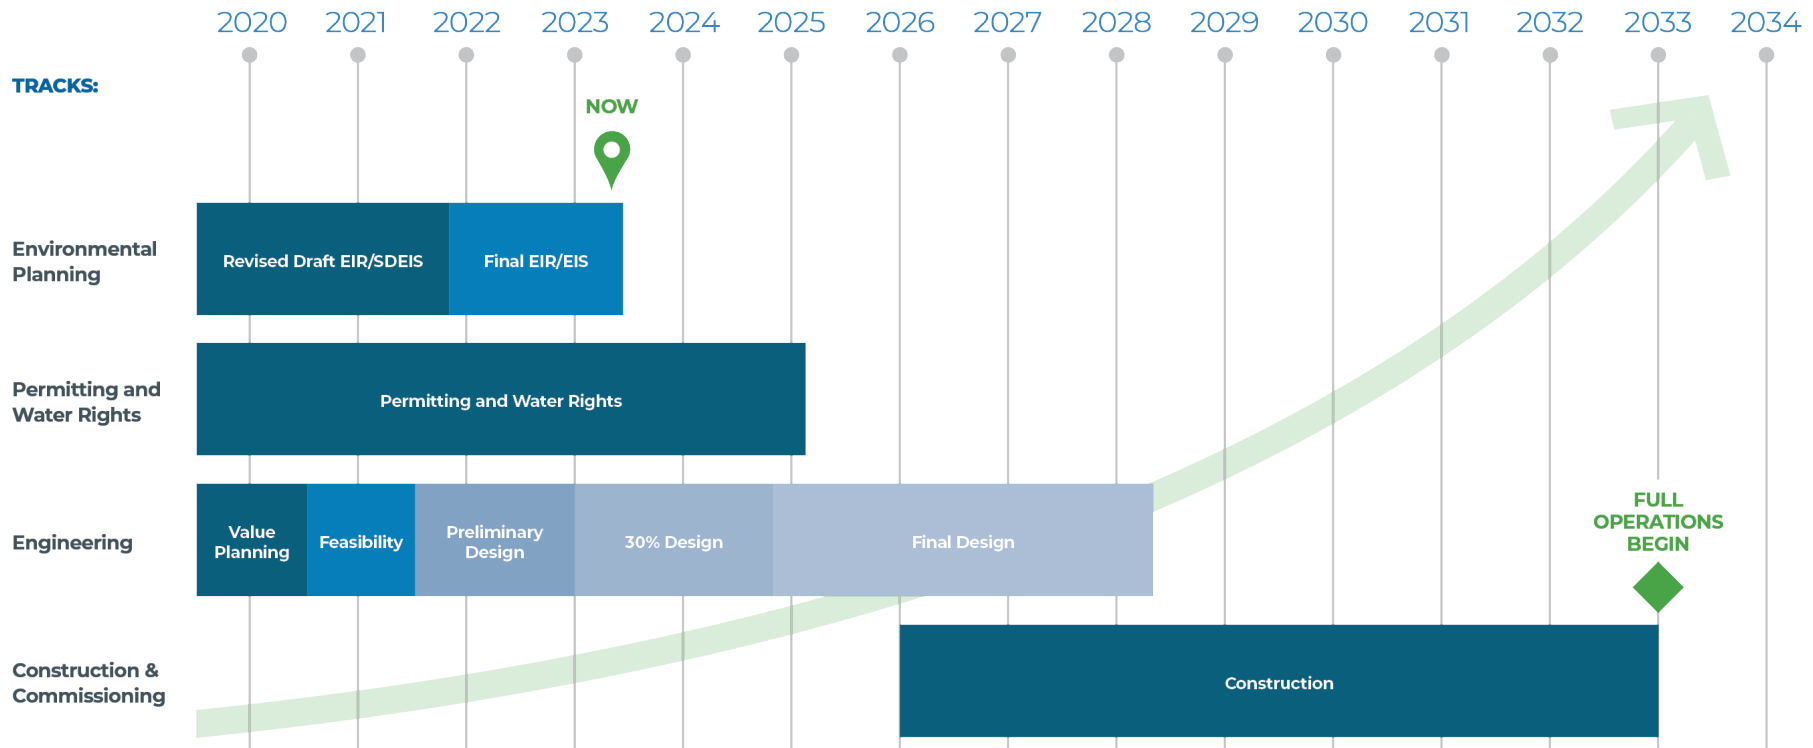 2020 2021 2022 2023 2024 2025 2026 2027 2028 2029 2030 2031 2032 2033 2034
TRACKS:
NOW
Environmental
Planning
Revised Draft EIR/SDEIS
Final EIR/EIS
Permitting and
Water Rights
Permitting and Water Rights
Engineering
Value
Planning
Feasibility
Preliminary
Design
30% Design
Final Design
FULL
OPERATIONS
BEGIN
Construction &
Commissioning
Construction